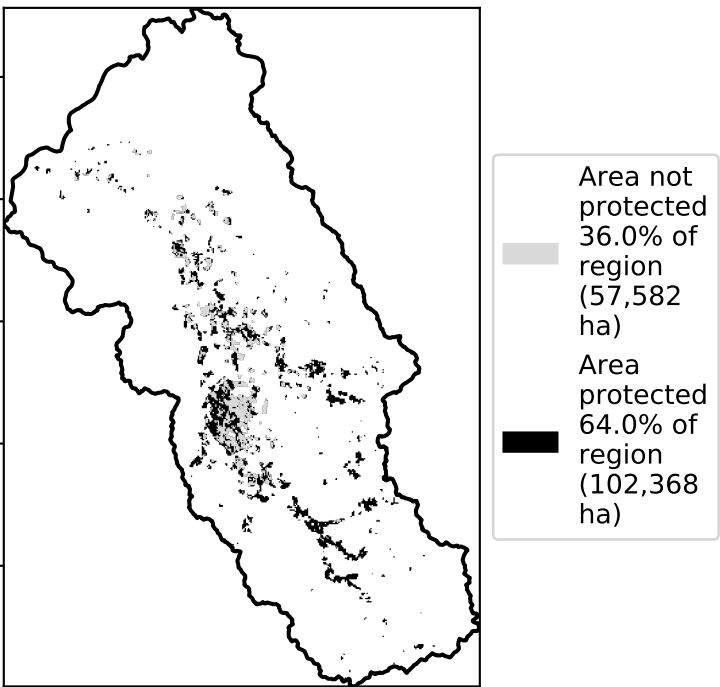 Area not
protected
36.0% of
region
(57,582
ha)
Area
protected
64.0% of
region
(102,368
ha)